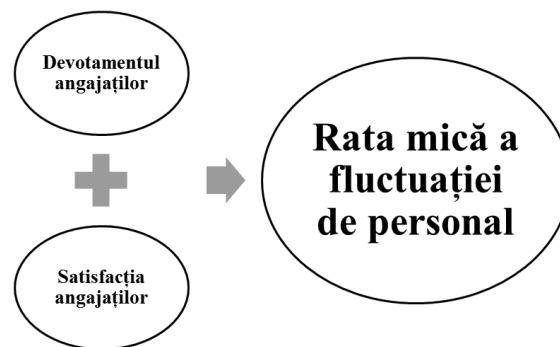 Devotamentul
angajaților
Satisfacția
angajaților
Rata mică a
fluctuației
de personal